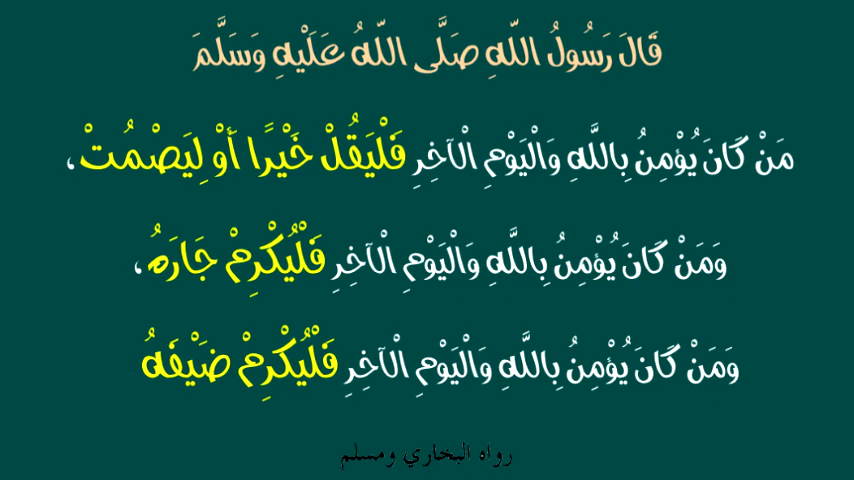 قَالَ رَسُولُ اللّهِ صَلَّى اللّهُ عَلَيْهِ وَسَلَّمَ
مَنْ كَانَ يُؤْمِنُ بِاللَّهِ وَالْيَوْمِ الْآخِرِ فَلْيَقُلْ خَيْرًا أَوْ لِيَصْمُتْ،
وَمَنْ كَانَ يُؤْمِنُ بِاللَّهِ وَالْيَوْمِ الْآخِرِ فَلْيُكْرِمْ جَارَهُ،
وَمَنْ كَانَ يُؤْمِنُ بِاللَّهِ وَالْيَوْمِ الْآخِرِ فَلْيُكْرِمْ ضَيْفَهُ
رواه البخاري ومسلم